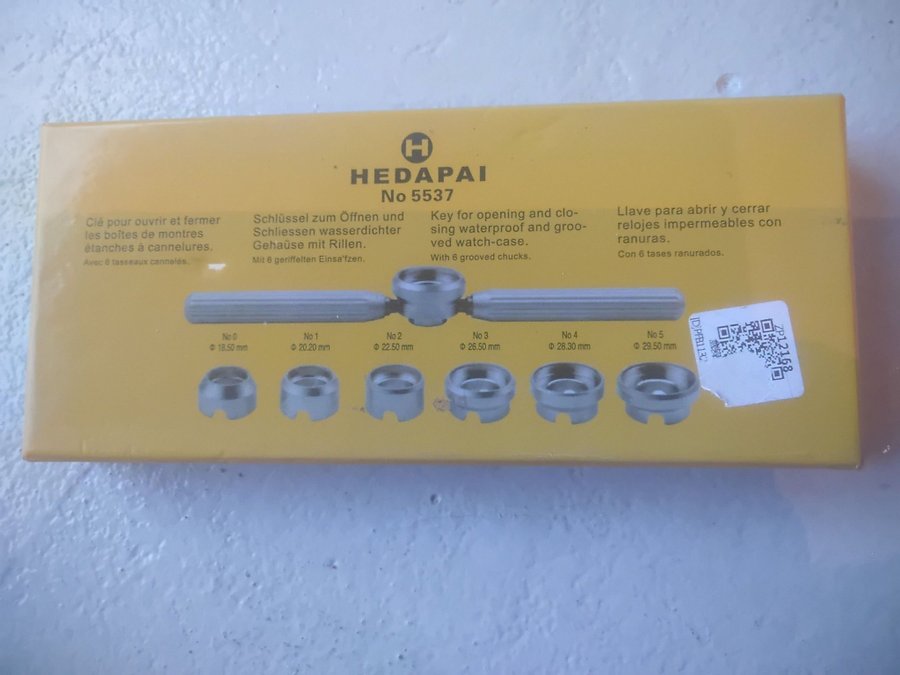 H
HEDAPAI
No 5537
Clé pour ouvrir et fermer
les boîtes de montres
étanches à cannelures.
Avec 6 tasseaux cannelés.
Schlüssel zum Öffnen und
Schliessen wasserdichter
Gehaüse mit Rillen.
Mit 6 geriffelten Einsa'fzen.
Key for opening and clo-
sing waterproof and groo-
ved watch-case.
With 6 grooved chucks.
Llave para abrir y cerrar
relojes impermeables con
ranuras.
Con 6 tases ranurados.
No 0
Φ 18.50 mm
No 1
Φ 20.20 mm
No 2
Φ 22.50 mm
No 3
Φ 26.50 mm
No 4
Φ 28.30 mm
No 5
Φ 29.50 mm
ZP12168